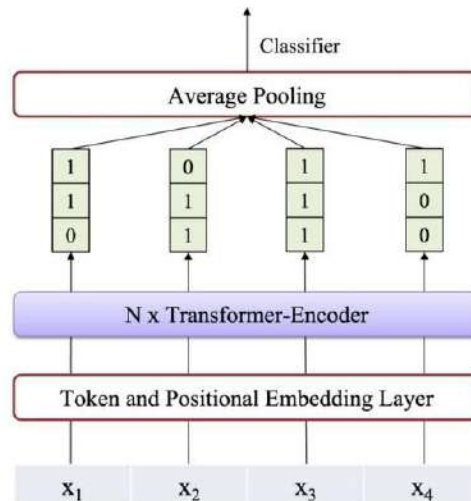 Classifier
Average Pooling
1 0 1 1
1 1 1 0
0 1 1 0
N x Transformer-Encoder
Token and Positional Embedding Layer
x₁ x₂ x₃ x₄